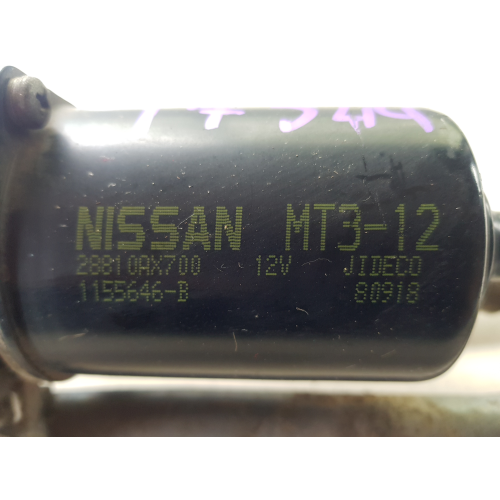 NISSAN MT3-12
28810AX700 12V JIDECO
1155646-B 80918